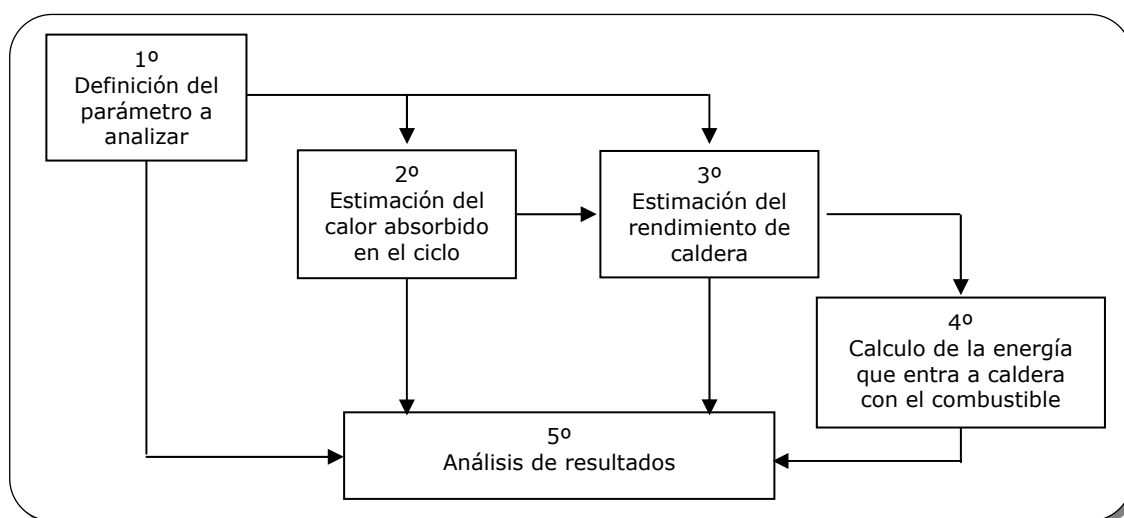 1º
Definición del
parámetro a
analizar
2º
Estimación del
calor absorbido
en el ciclo
3º
Estimación del
rendimiento de
caldera
4º
Calculo de la energía
que entra a caldera
con el combustible
5º
Análisis de resultados